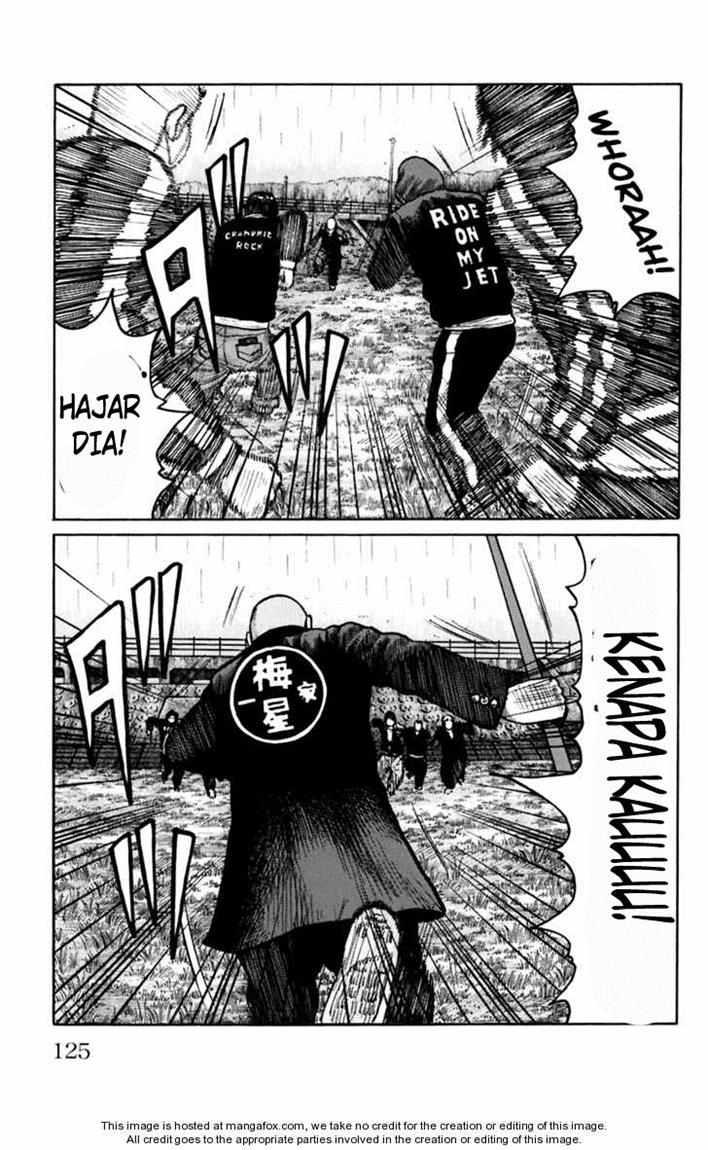 WHORAAH!
RIDE
ON
MY
JET
ROCK
HAJAR
DIA!
KENAPA KAUUUU!
梅
一
家
星
125
This image is hosted at mangafox.com, we take no credit for the creation or editing of this image.
All credit goes to the appropriate parties involved in the creation or editing of this image.